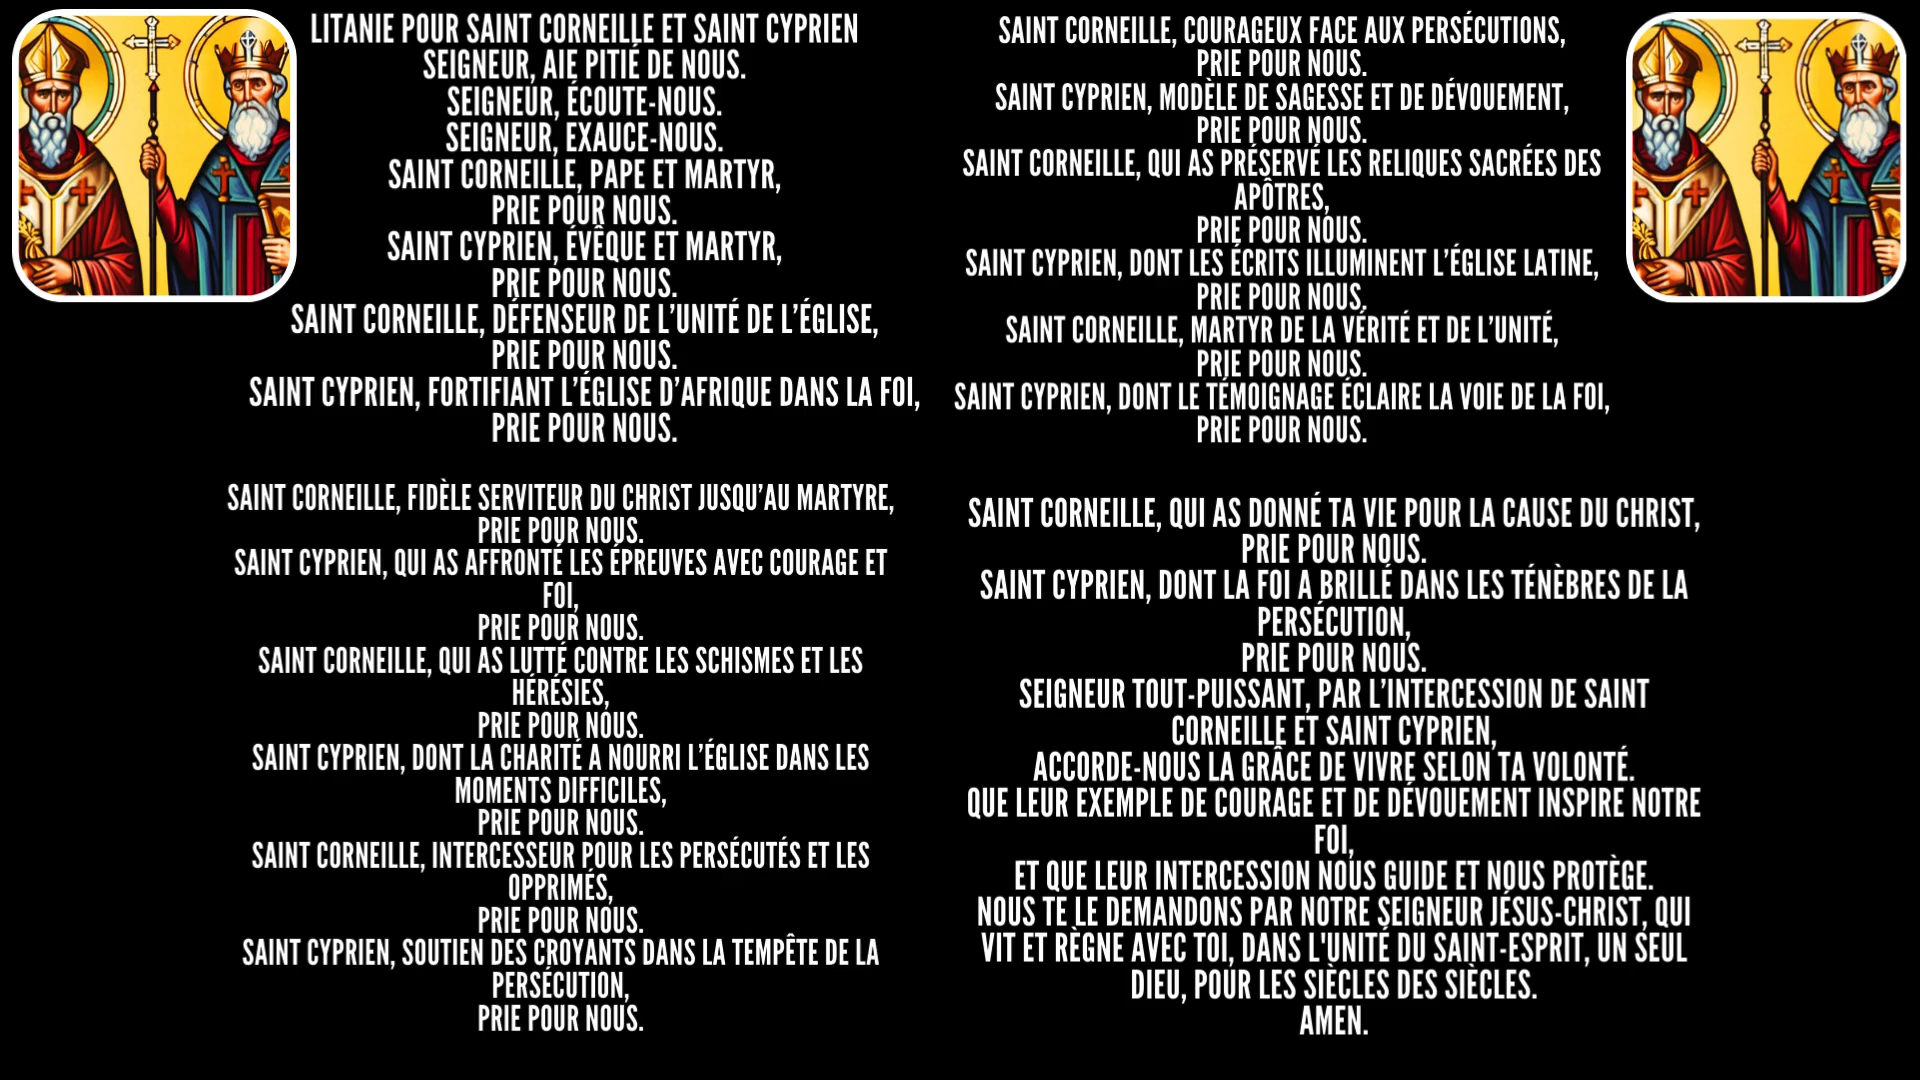 LITANIE POUR SAINT CORNEILLE ET SAINT CYPRIEN
SEIGNEUR, AIE PITIÉ DE NOUS.
SEIGNEUR, ÉCOUTE-NOUS.
SEIGNEUR, EXAUCE-NOUS.
SAINT CORNEILLE, PAPE ET MARTYR,
PRIE POUR NOUS.
SAINT CYPRIEN, ÉVÊQUE ET MARTYR,
PRIE POUR NOUS.
SAINT CORNEILLE, DÉFENSEUR DE L’UNITÉ DE L’ÉGLISE,
PRIE POUR NOUS.
SAINT CYPRIEN, FORTIFIANT L’ÉGLISE D’AFRIQUE DANS LA FOI,
PRIE POUR NOUS.
SAINT CORNEILLE, COURAGEUX FACE AUX PERSÉCUTIONS,
PRIE POUR NOUS.
SAINT CYPRIEN, MODÈLE DE SAGESSE ET DE DÉVOUEMENT,
PRIE POUR NOUS.
SAINT CORNEILLE, QUI AS PRÉSERVÉ LES RELIQUES SACRÉES DES
APÔTRES,
PRIE POUR NOUS.
SAINT CYPRIEN, DONT LES ÉCRITS ILLUMINENT L’ÉGLISE LATINE,
PRIE POUR NOUS.
SAINT CORNEILLE, MARTYR DE LA VÉRITÉ ET DE L’UNITÉ,
PRIE POUR NOUS.
SAINT CYPRIEN, DONT LE TÉMOIGNAGE ÉCLAIRE LA VOIE DE LA FOI,
PRIE POUR NOUS.
SAINT CORNEILLE, FIDÈLE SERVITEUR DU CHRIST JUSQU’AU MARTYRE,
PRIE POUR NOUS.
SAINT CYPRIEN, QUI AS AFFRONTÉ LES ÉPREUVES AVEC COURAGE ET
FOI,
PRIE POUR NOUS.
SAINT CORNEILLE, QUI AS LUTTÉ CONTRE LES SCHISMES ET LES
HÉRÉSIES,
PRIE POUR NOUS.
SAINT CYPRIEN, DONT LA CHARITÉ A NOURRI L’ÉGLISE DANS LES
MOMENTS DIFFICILES,
PRIE POUR NOUS.
SAINT CORNEILLE, INTERCESSEUR POUR LES PERSÉCUTÉS ET LES
OPPRIMÉS,
PRIE POUR NOUS.
SAINT CYPRIEN, SOUTIEN DES CROYANTS DANS LA TEMPÊTE DE LA
PERSÉCUTION,
PRIE POUR NOUS.
SAINT CORNEILLE, QUI AS DONNÉ TA VIE POUR LA CAUSE DU CHRIST,
PRIE POUR NOUS.
SAINT CYPRIEN, DONT LA FOI A BRILLÉ DANS LES TÉNÈBRES DE LA
PERSÉCUTION,
PRIE POUR NOUS.
SEIGNEUR TOUT-PUISSANT, PAR L’INTERCESSION DE SAINT
CORNEILLE ET SAINT CYPRIEN,
ACCORDE-NOUS LA GRÂCE DE VIVRE SELON TA VOLONTÉ.
QUE LEUR EXEMPLE DE COURAGE ET DE DÉVOUEMENT INSPIRE NOTRE
FOI,
ET QUE LEUR INTERCESSION NOUS GUIDE ET NOUS PROTÈGE.
NOUS TE LE DEMANDONS PAR NOTRE SEIGNEUR JÉSUS-CHRIST, QUI
VIT ET RÈGNE AVEC TOI, DANS L'UNITÉ DU SAINT-ESPRIT, UN SEUL
DIEU, POUR LES SIÈCLES DES SIÈCLES.
AMEN.